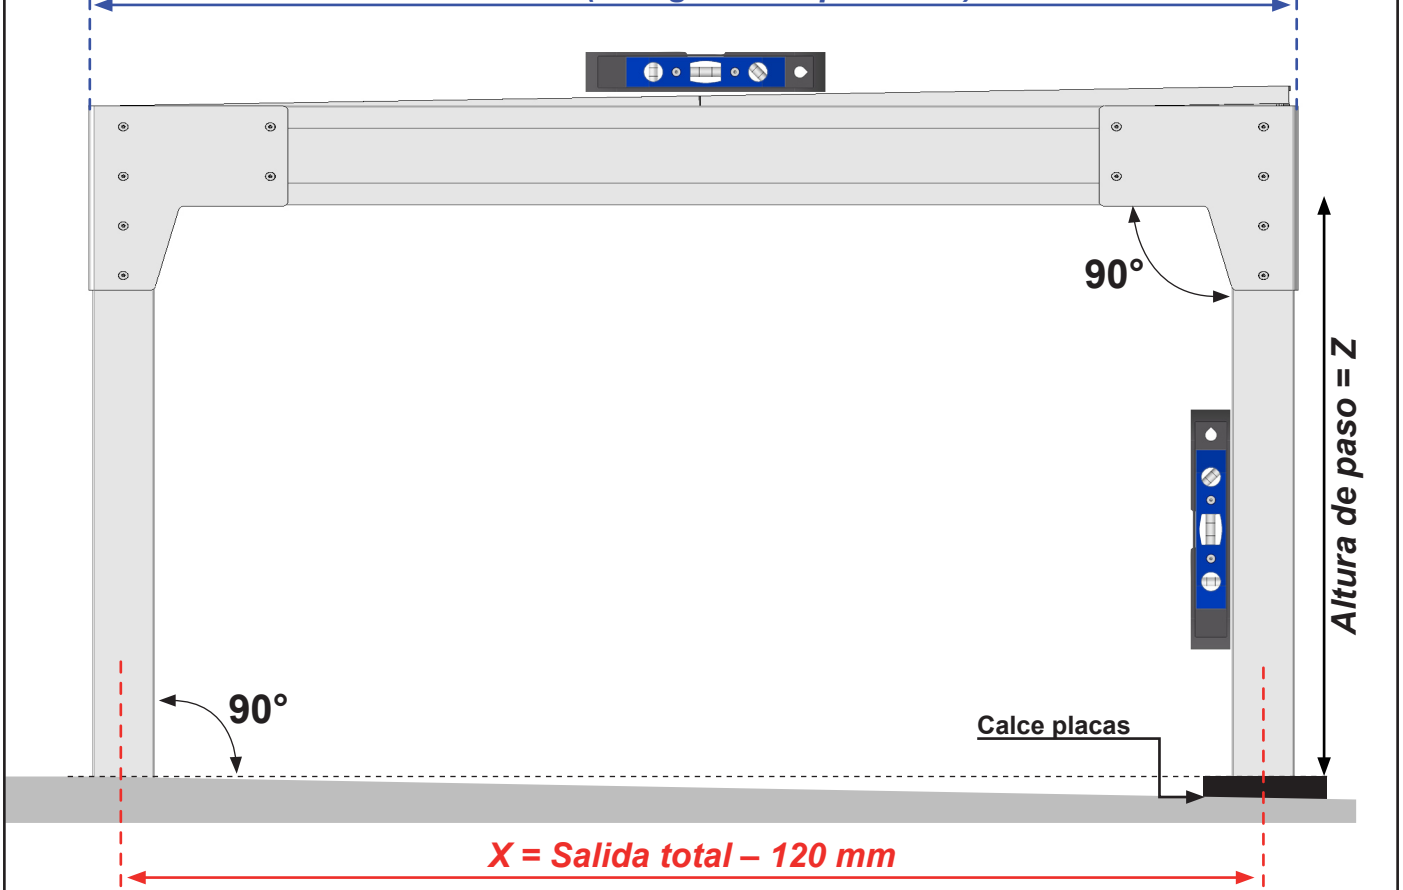 90°
Altura de paso = Z
90°
Calce placas
X = Salida total – 120 mm